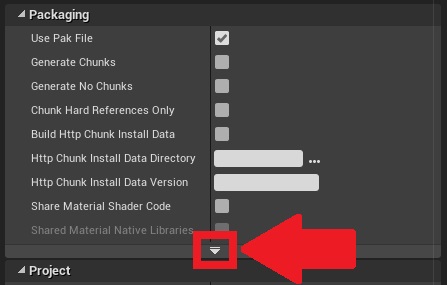 Packaging
Use Pak File
Generate Chunks
Generate No Chunks
Chunk Hard References Only
Build Http Chunk Install Data
Http Chunk Install Data Directory
...
Http Chunk Install Data Version
Share Material Shader Code
Shared Material Native Libraries
Project